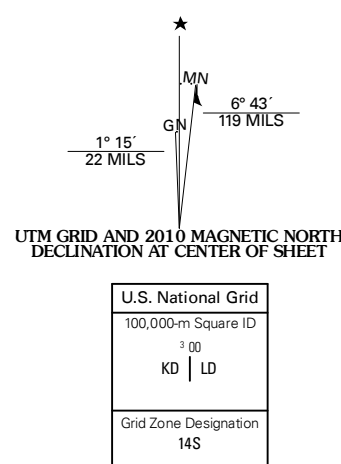 ★
MN
6° 43´
119 MILS
GN
1° 15´
22 MILS
UTM GRID AND 2010 MAGNETIC NORTH
DECLINATION AT CENTER OF SHEET
U.S. National Grid
100,000-m Square ID
³ 00
KD LD
Grid Zone Designation
14S